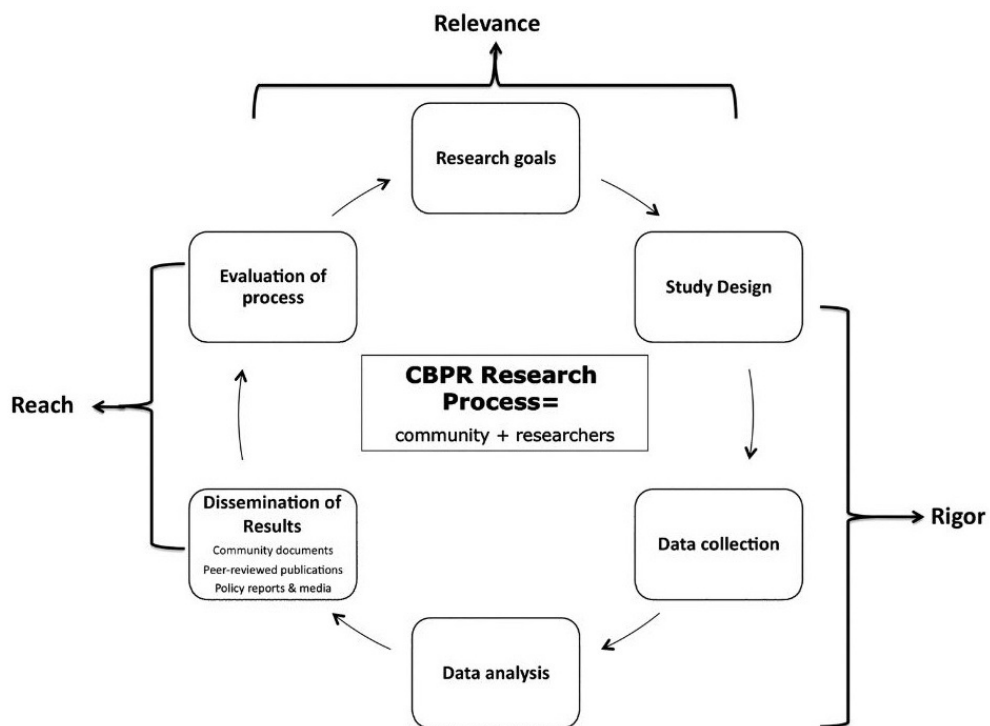 Relevance
Research goals
Evaluation of
process
Study Design
CBPR Research
Process=
community + researchers
Reach
Dissemination of
Results
Community documents
Peer-reviewed publications
Policy reports & media
Data collection
Rigor
Data analysis